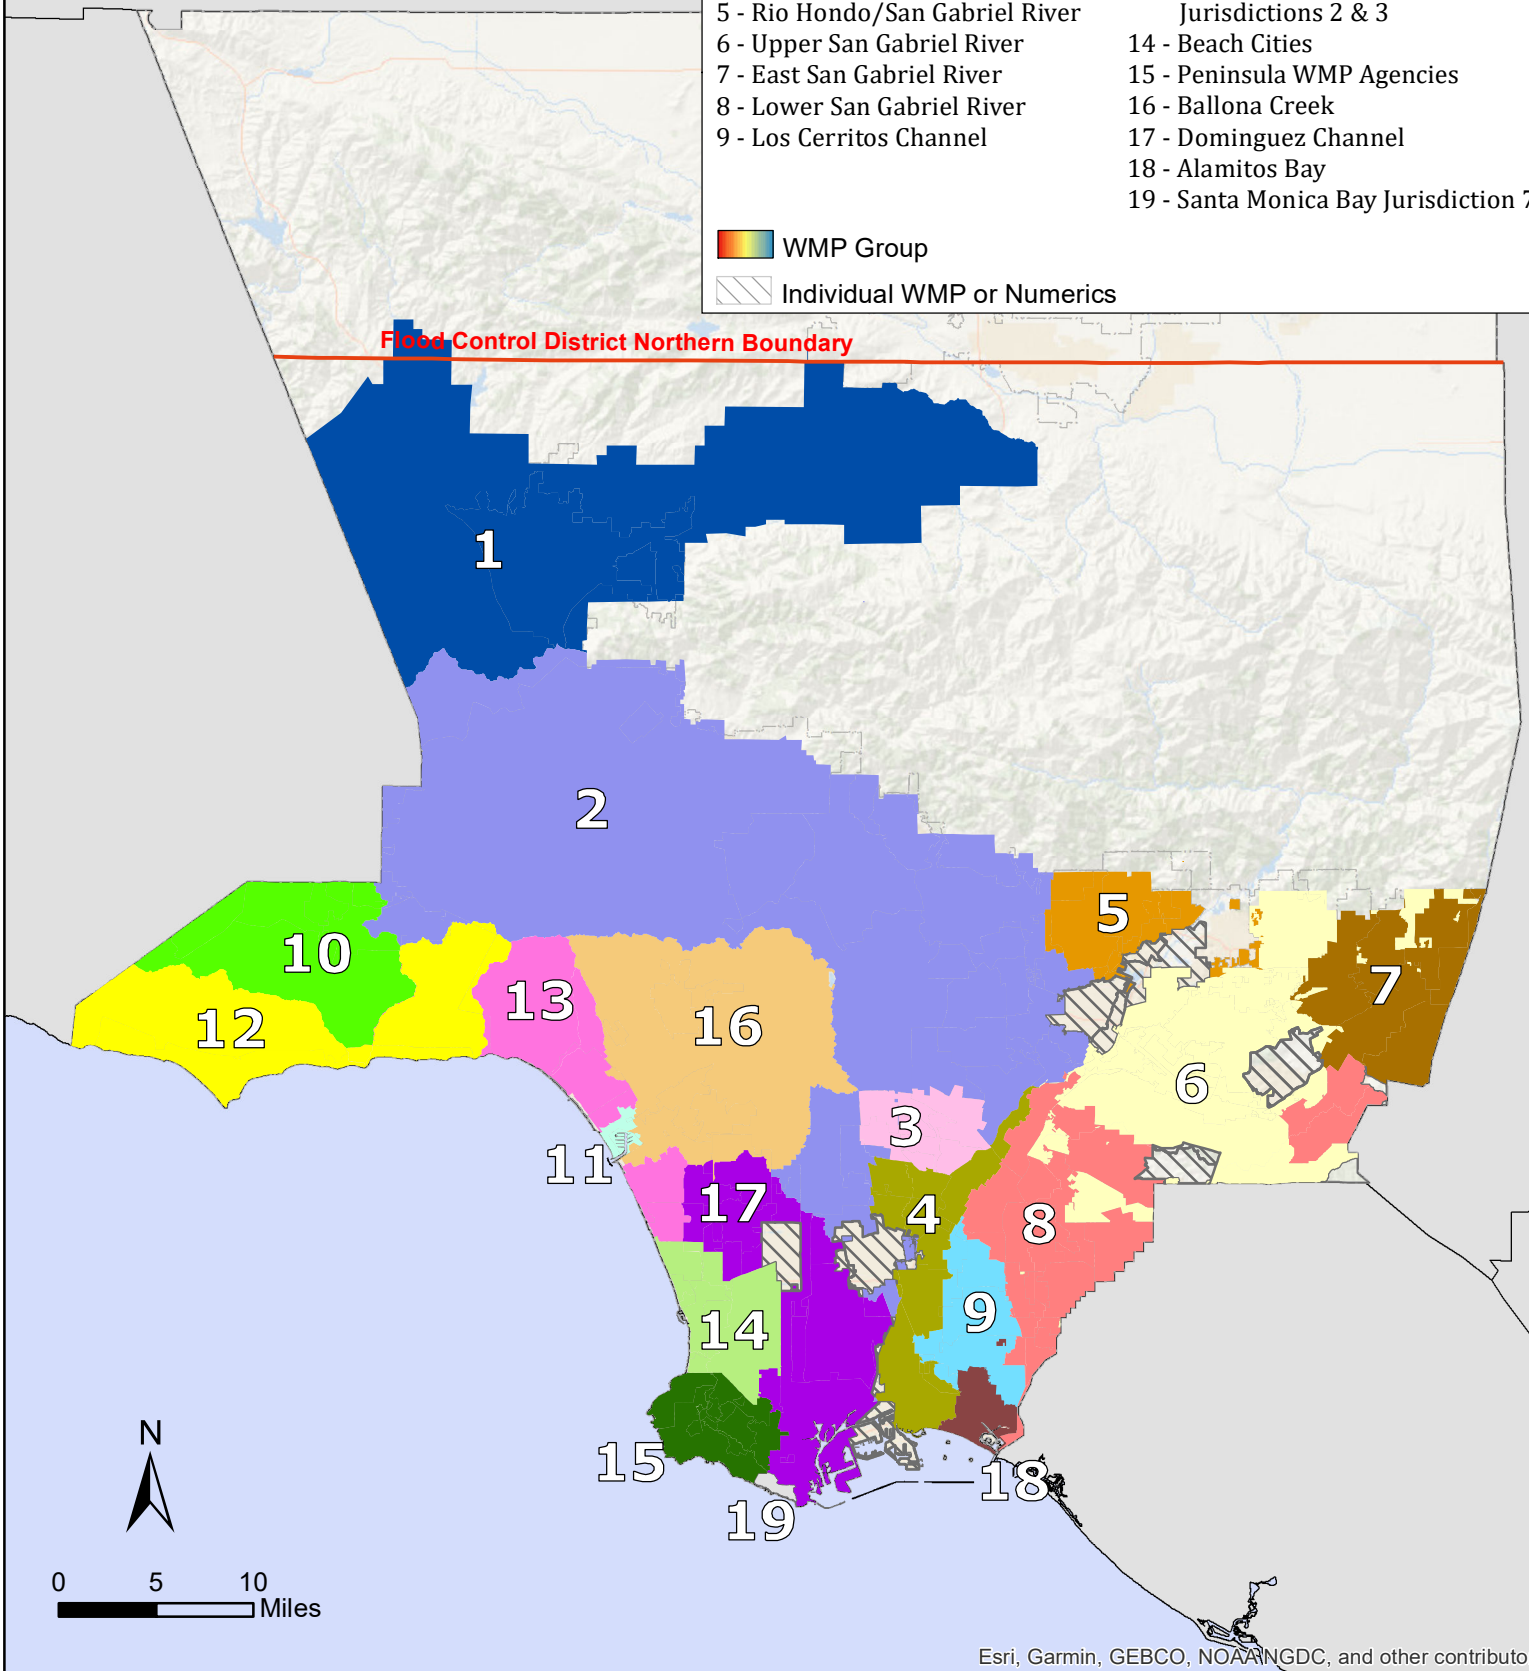 5 - Rio Hondo/San Gabriel River
6 - Upper San Gabriel River
7 - East San Gabriel River
8 - Lower San Gabriel River
9 - Los Cerritos Channel
Jurisdictions 2 & 3
14 - Beach Cities
15 - Peninsula WMP Agencies
16 - Ballona Creek
17 - Dominguez Channel
18 - Alamitos Bay
19 - Santa Monica Bay Jurisdiction 7
WMP Group
Individual WMP or Numerics
Flood Control District Northern Boundary
1
2
5
10
7
13
12
16
6
3
11
17
4
8
9
14
15
18
19
N
0 5 10
Miles
Esri, Garmin, GEBCO, NOAA NGDC, and other contributo